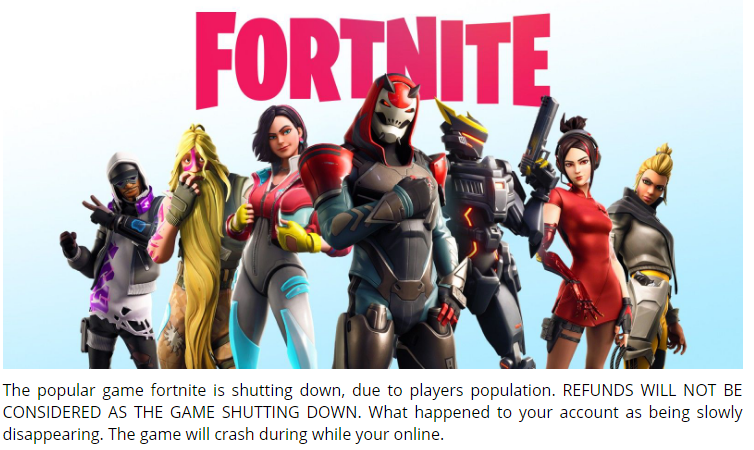 FORTNITE
The popular game fortnite is shutting down, due to players population. REFUNDS WILL NOT BE
CONSIDERED AS THE GAME SHUTTING DOWN. What happened to your account as being slowly
disappearing. The game will crash during while your online.